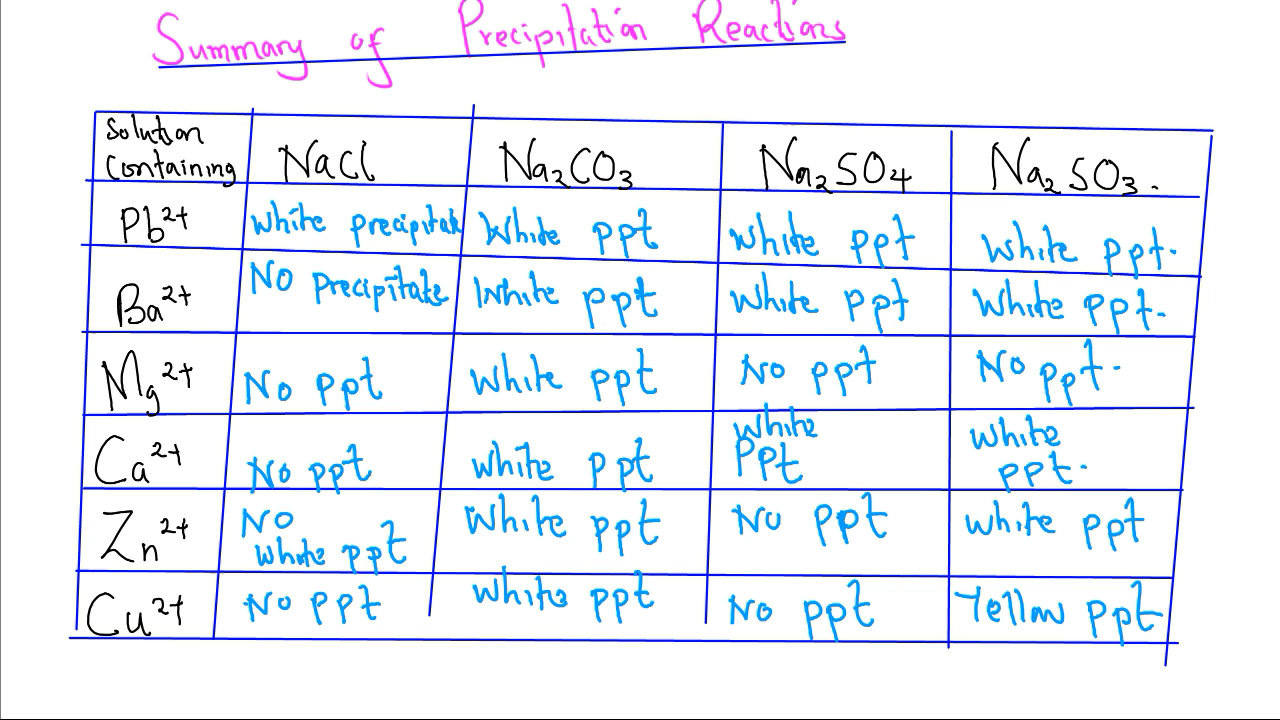 Summary of Precipitation Reactions
Solution Containing NaCl Na₂CO₃ Na₂SO₄ Na₂SO₃.
Pb²⁺ White precipitate White ppt White ppt White ppt.
Ba²⁺ NO Precipitate White ppt White ppt White ppt.
Mg²⁺ No ppt White ppt No ppt No ppt.
Ca²⁺ No ppt white ppt white ppt white ppt.
Zn²⁺ NO white ppt White ppt No ppt white ppt
Cu²⁺ No ppt white ppt No ppt Yellow ppt.